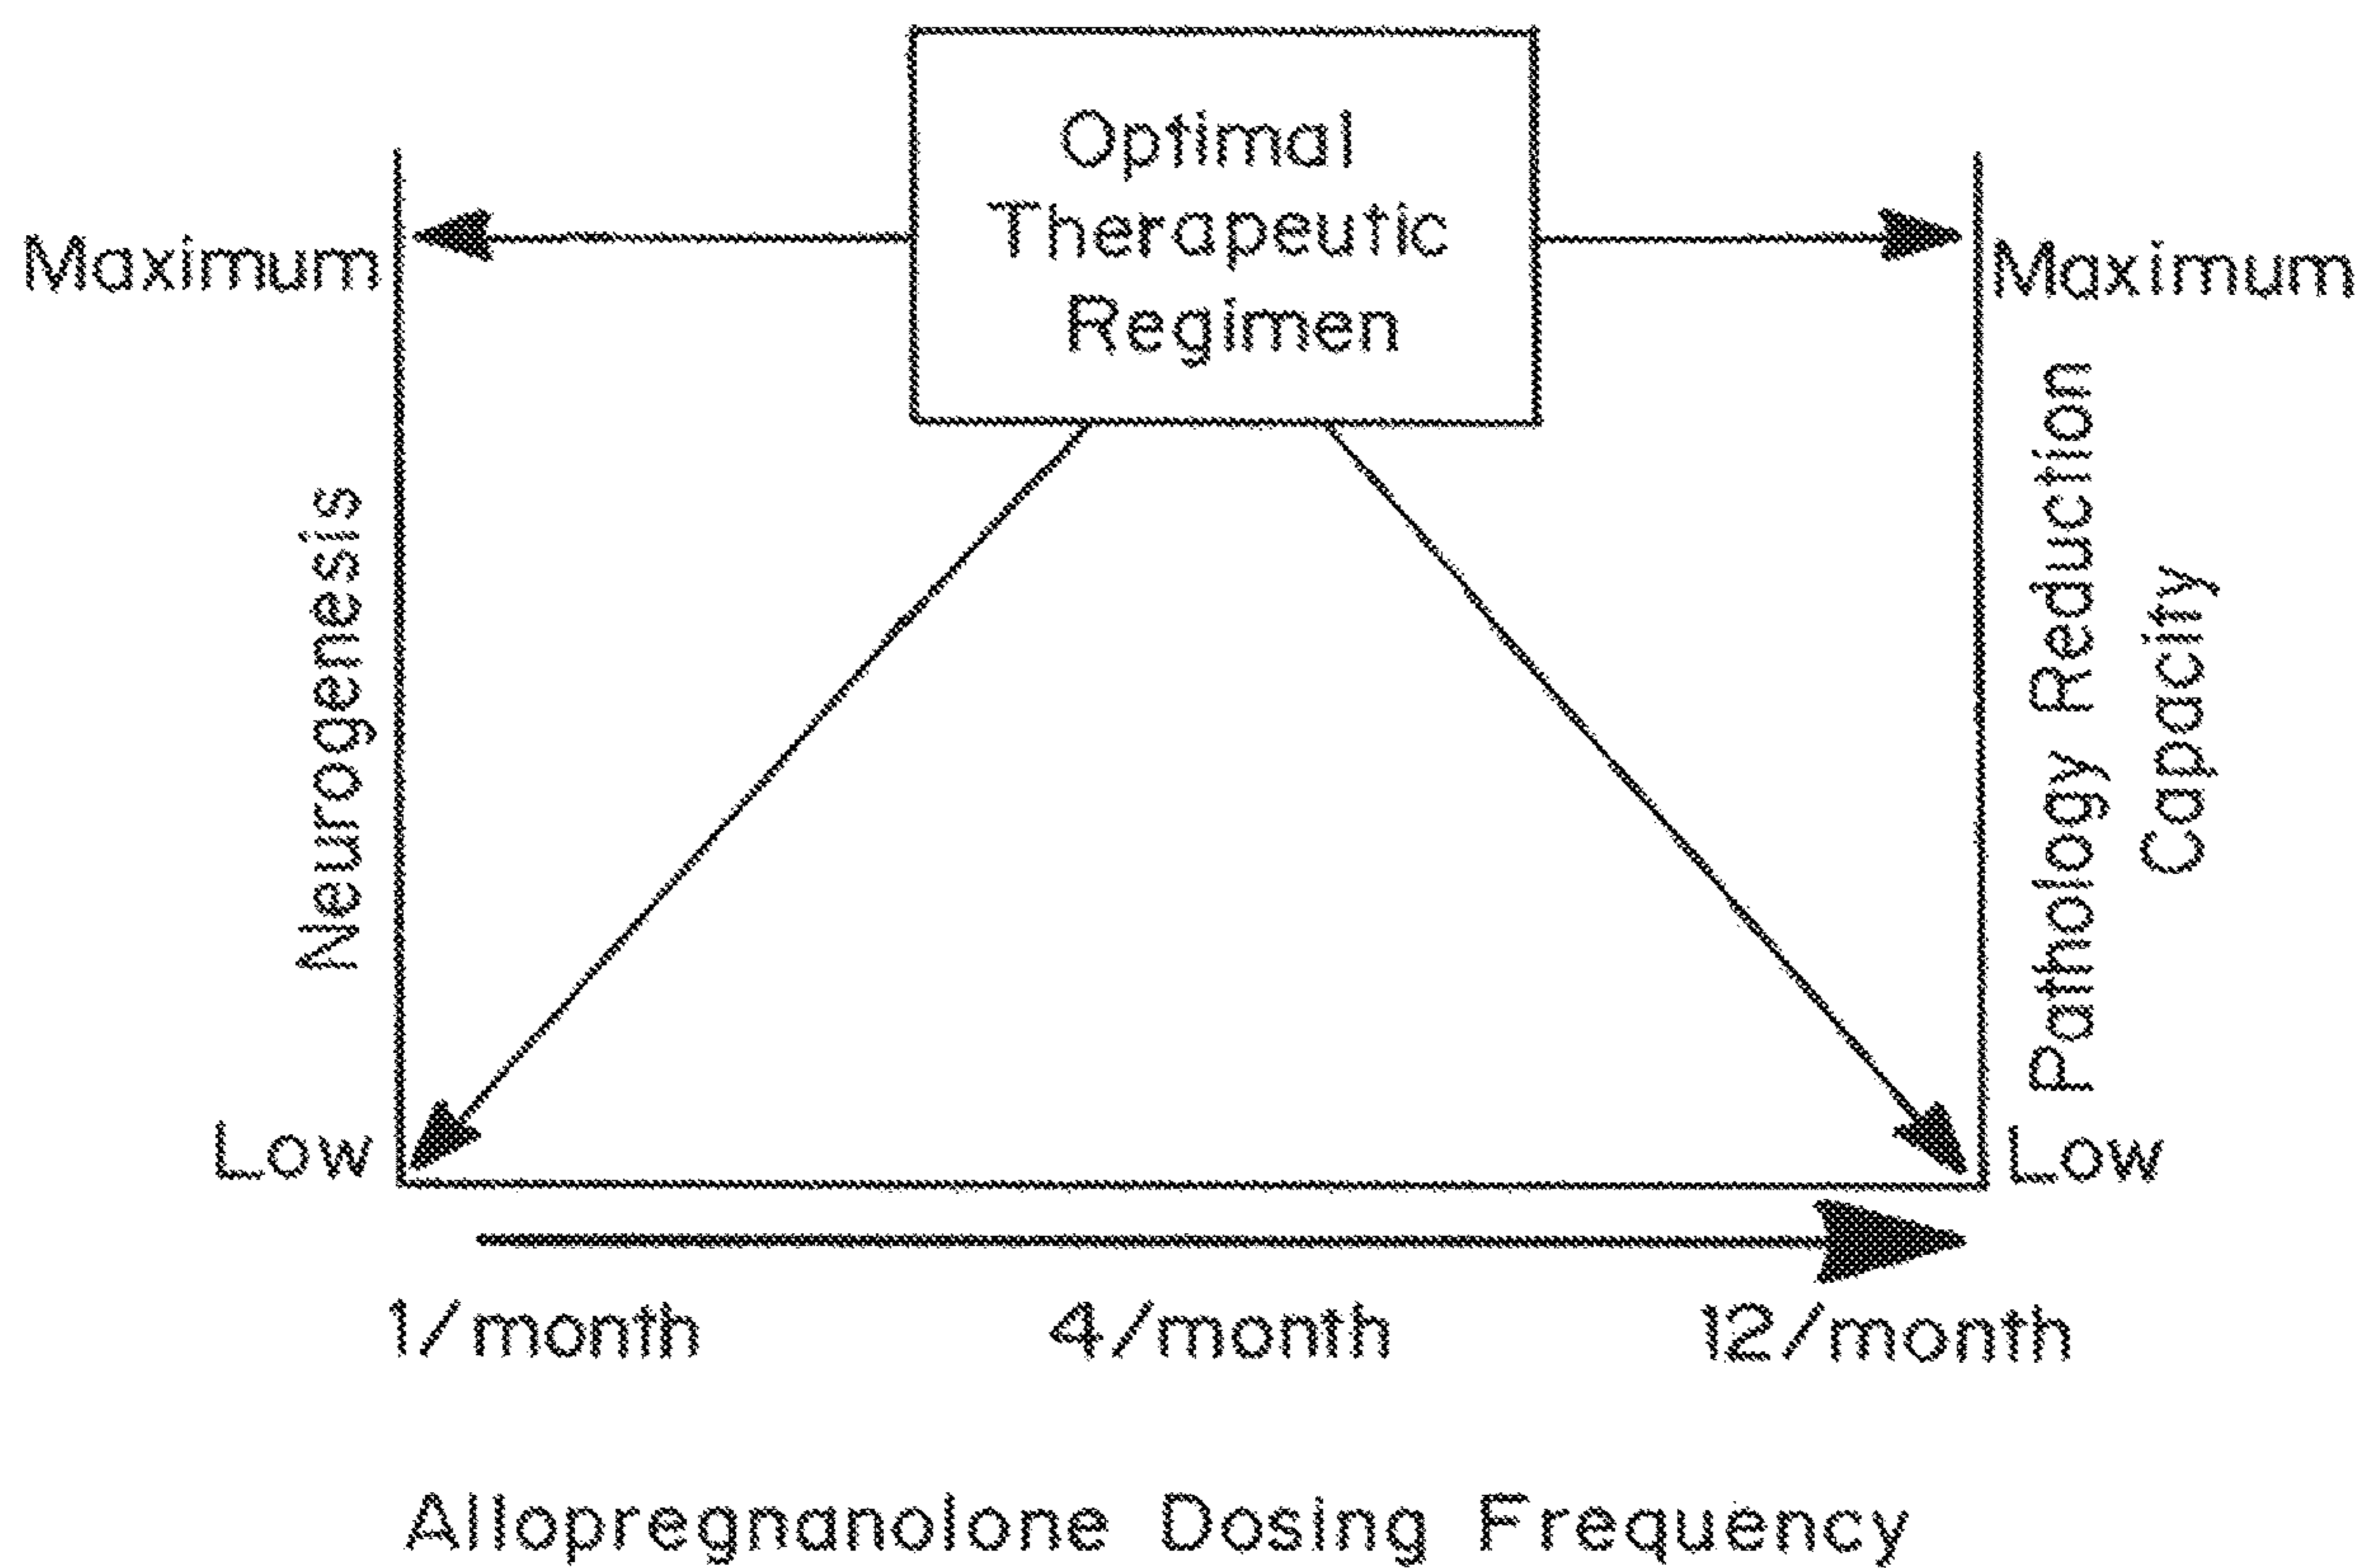 Optimal
Therapeutic
Regimen
Maximum
Maximum
Neurogenesis
Pathology Reduction
Capacity
Low
Low
1/month
4/month
12/month
Allopregnanolone Dosing Frequency